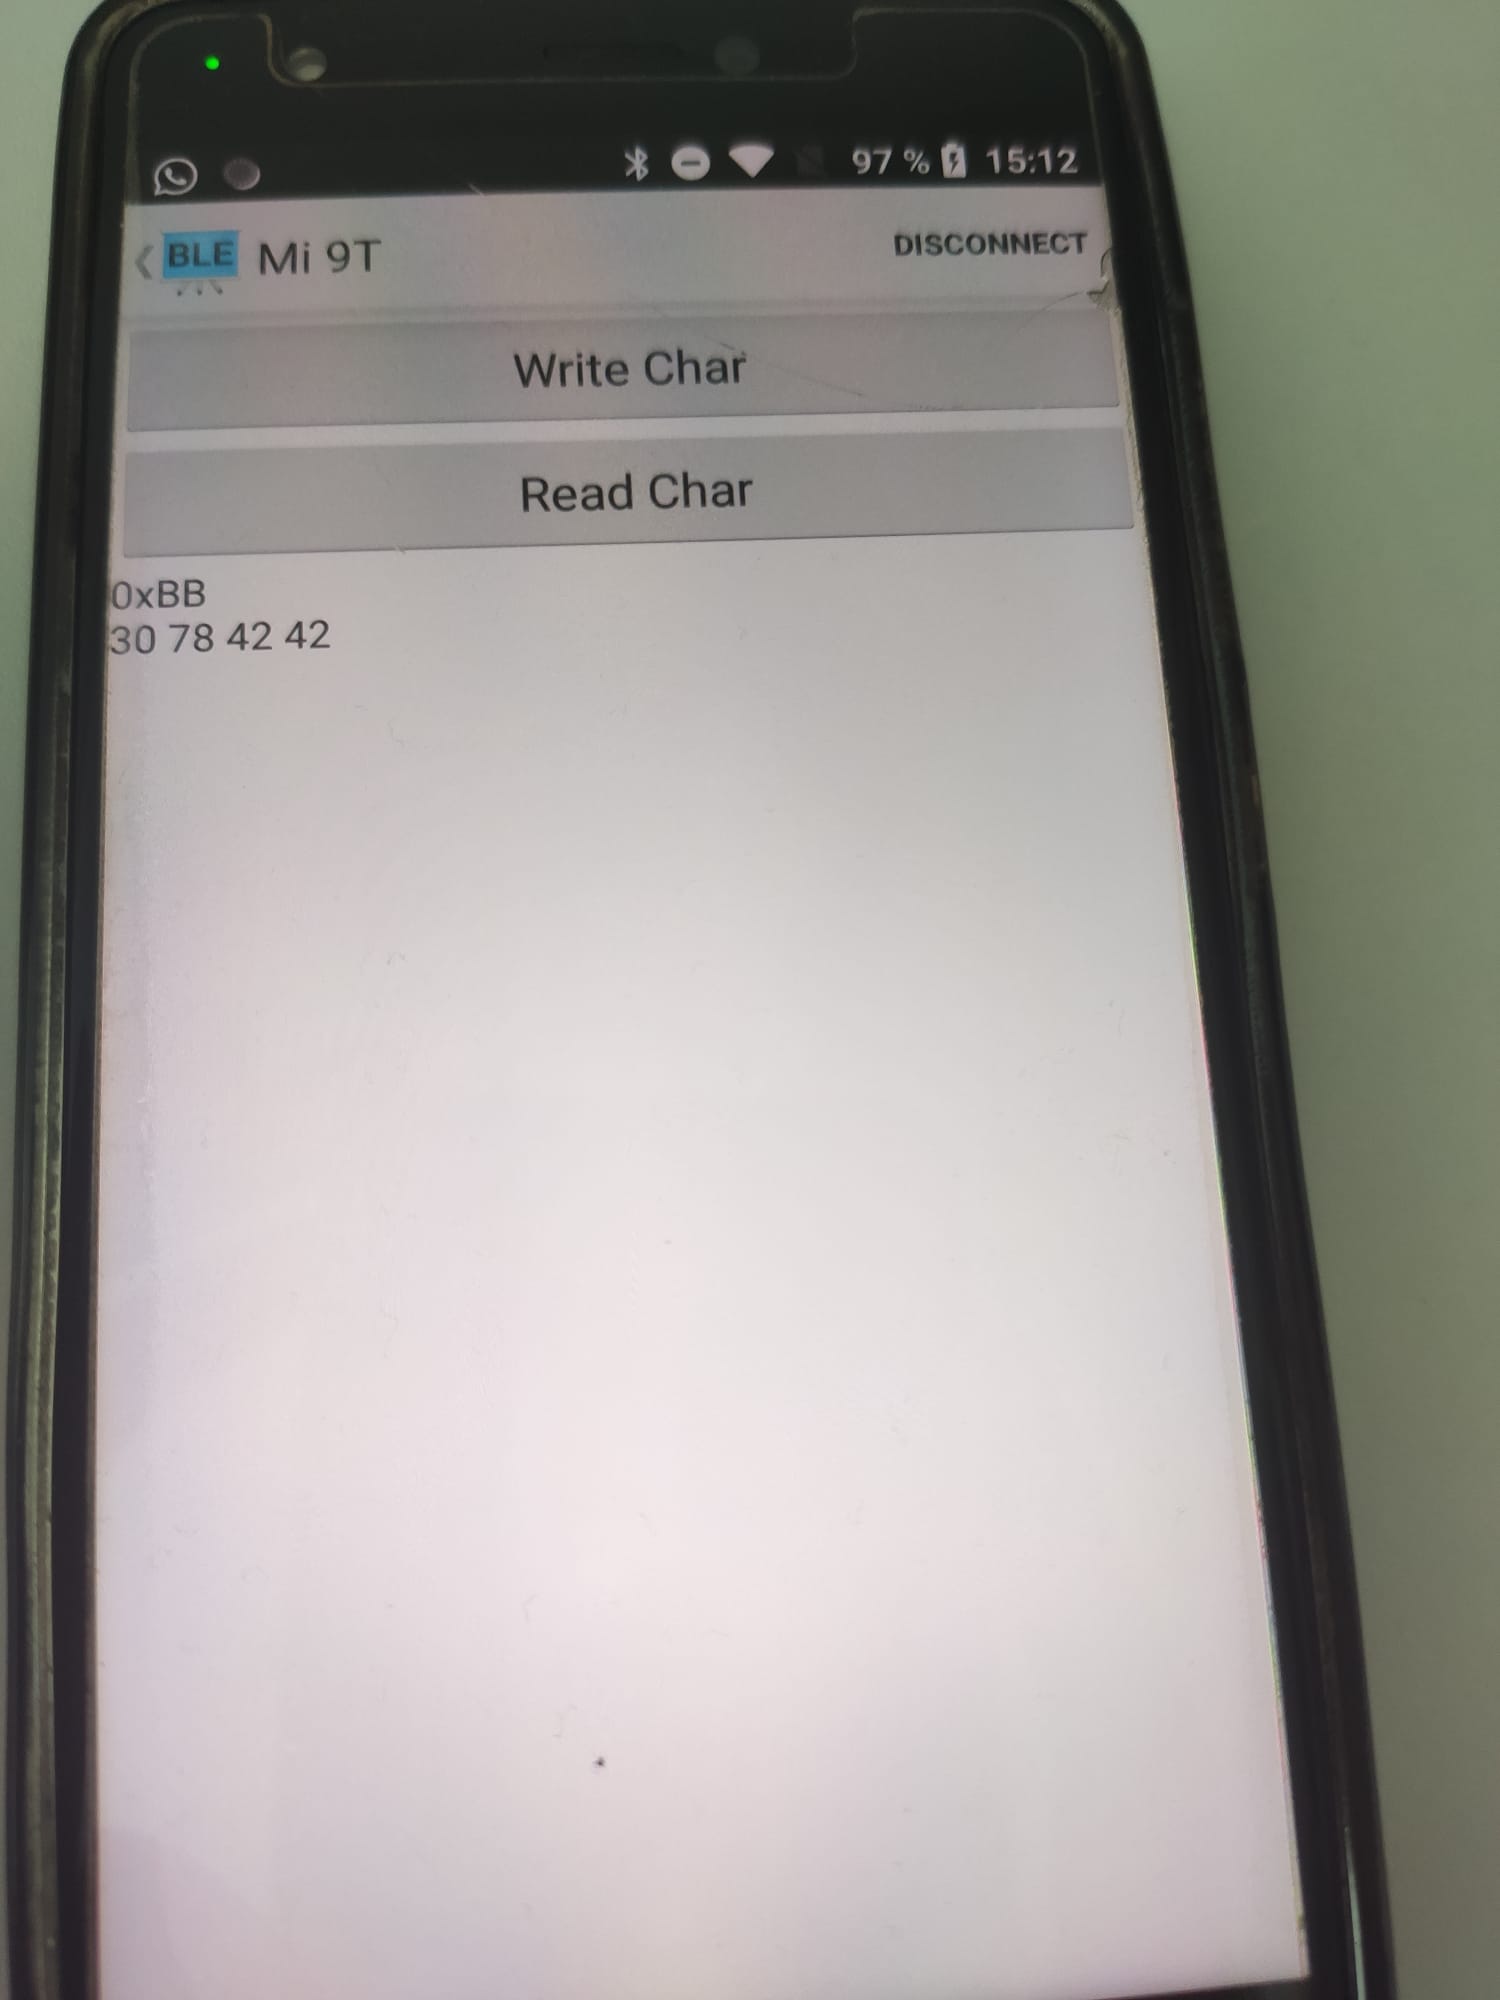 97 % 15:12
BLE Mi 9T DISCONNECT
Write Char
Read Char
0xBB
30 78 42 42